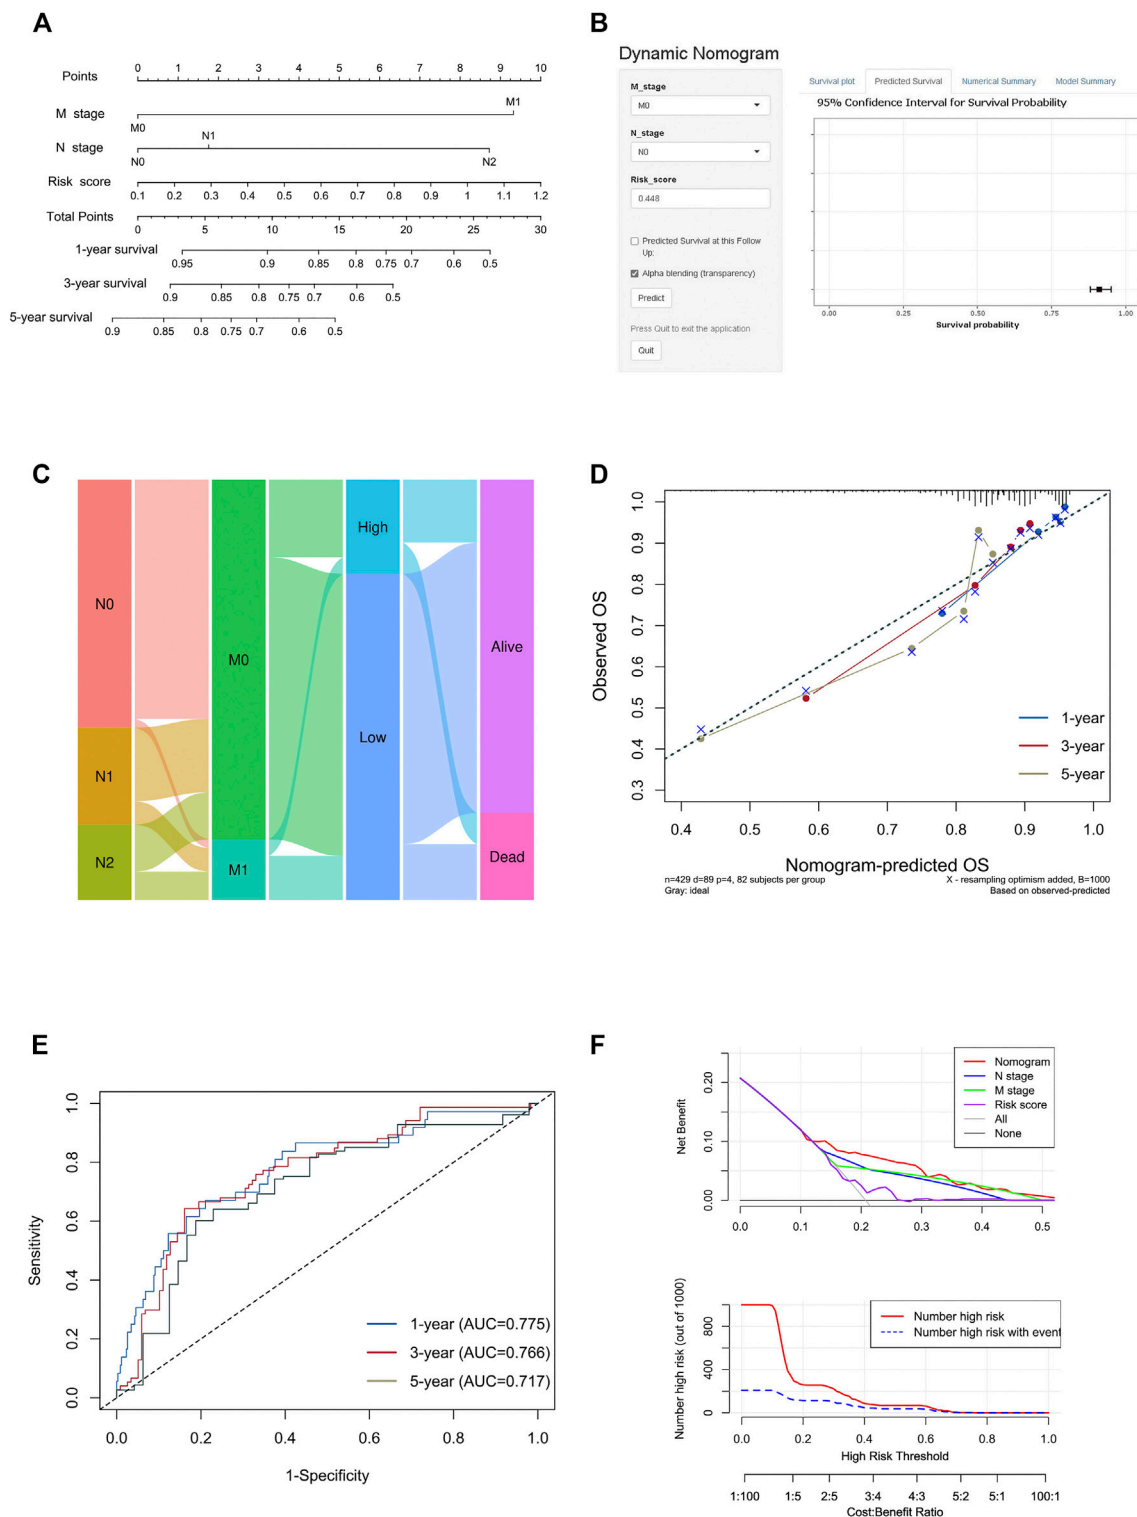 A
Points
0 1 2 3 4 5 6 7 8 9 10
M stage
M0 M1
N stage
N0 N1 N2
Risk score
0.1 0.2 0.3 0.4 0.5 0.6 0.7 0.8 0.9 1 1.1 1.2
Total Points
0 5 10 15 20 25 30
1-year survival
0.95 0.9 0.85 0.8 0.75 0.7 0.6 0.5
3-year survival
0.9 0.85 0.8 0.75 0.7 0.6 0.5
5-year survival
0.9 0.85 0.8 0.75 0.7 0.6 0.5
B
Dynamic Nomogram
M_stage
M0
N_stage
N0
Risk_score
0.448
Predicted Survival at this Follow
Up:
Alpha blending (transparency)
Predict
Press Quit to exit the application
Quit
Survival plot Predicted Survival Numerical Summary Model Summary
95% Confidence Interval for Survival Probability
0.00 0.25 0.50 0.75 1.00
Survival probability
C
N0
N1
N2
M0
M1
High
Low
Alive
Dead
D
Observed OS
1.0
0.9
0.8
0.7
0.6
0.5
0.4
0.3
1-year
3-year
5-year
0.4 0.5 0.6 0.7 0.8 0.9 1.0
Nomogram-predicted OS
n=429 d=89 p=4, 82 subjects per group
Gray: ideal
X - resampling optimism added, B=1000
Based on observed-predicted
E
Sensitivity
1.0
0.8
0.6
0.4
0.2
0.0
1-year (AUC=0.775)
3-year (AUC=0.766)
5-year (AUC=0.717)
0.0 0.2 0.4 0.6 0.8 1.0
1-Specificity
F
Net Benefit
0.20
0.10
0.00
Nomogram
N stage
M stage
Risk score
All
None
0.0 0.1 0.2 0.3 0.4 0.5
Number high risk (out of 1000)
800
400
0
Number high risk
Number high risk with event
0.0 0.2 0.4 0.6 0.8 1.0
High Risk Threshold
1:100 1:5 2:5 3:4 4:3 5:2 5:1 100:1
Cost:Benefit Ratio